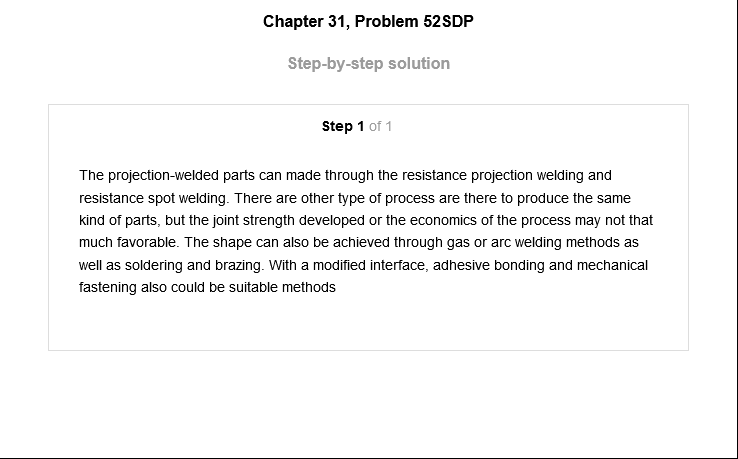 Chapter 31, Problem 52SDP
Step-by-step solution
Step 1 of 1
The projection-welded parts can made through the resistance projection welding and
resistance spot welding. There are other type of process are there to produce the same
kind of parts, but the joint strength developed or the economics of the process may not that
much favorable. The shape can also be achieved through gas or arc welding methods as
well as soldering and brazing. With a modified interface, adhesive bonding and mechanical
fastening also could be suitable methods